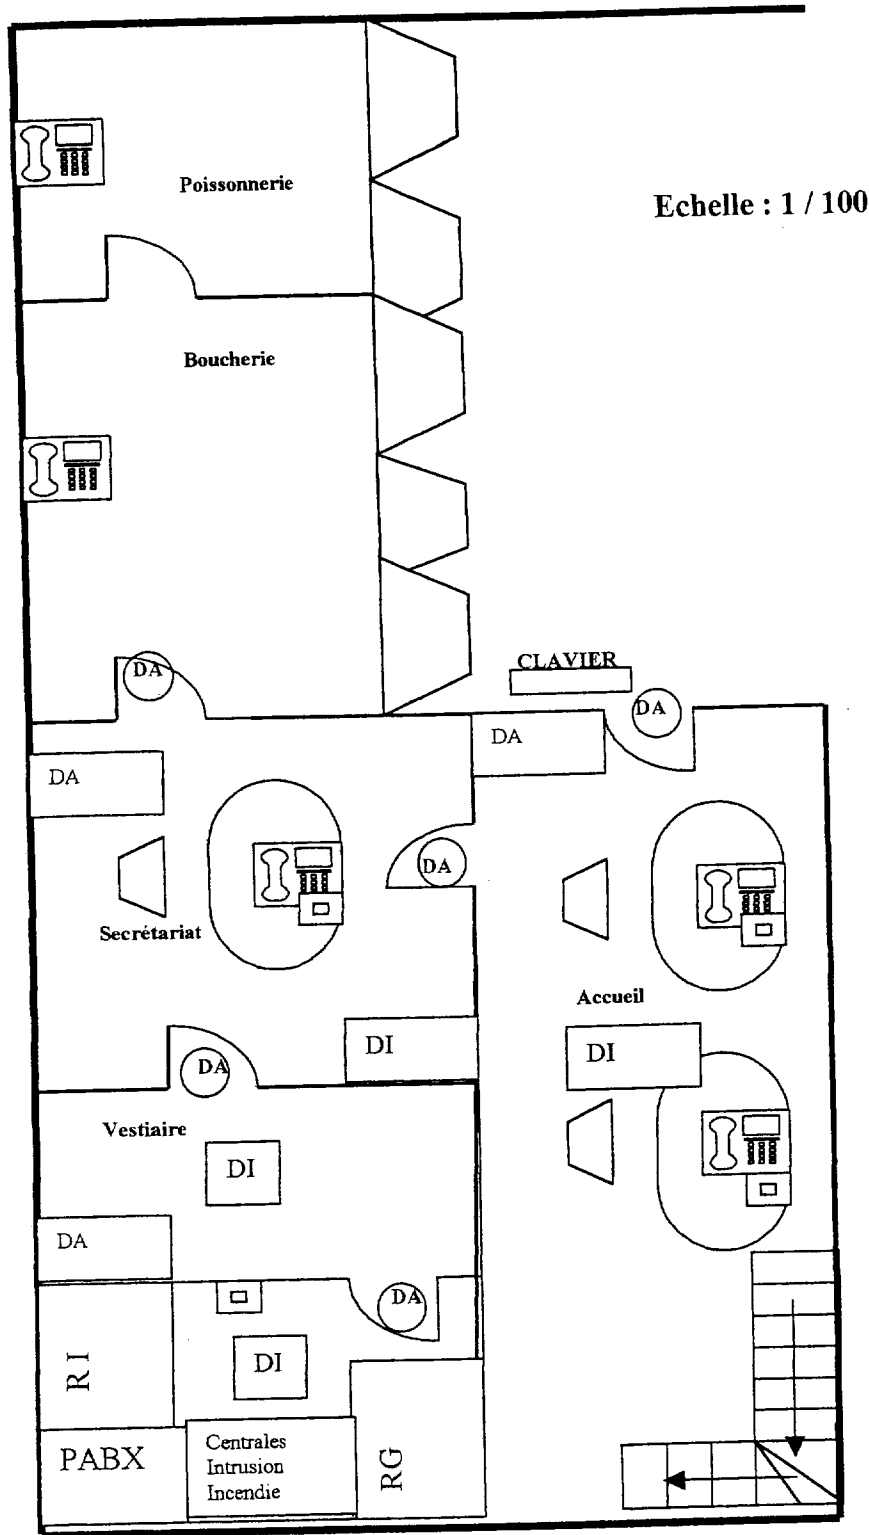 Poissonnerie
Echelle : 1 / 100
Boucherie
CLAVIER
DA
DA
DA
DA
DA
Secrétariat
Accueil
DI
DI
DA
Vestiaire
DI
DA
DA
DI
R I
PABX
Centrales
Intrusion
Incendie
RG